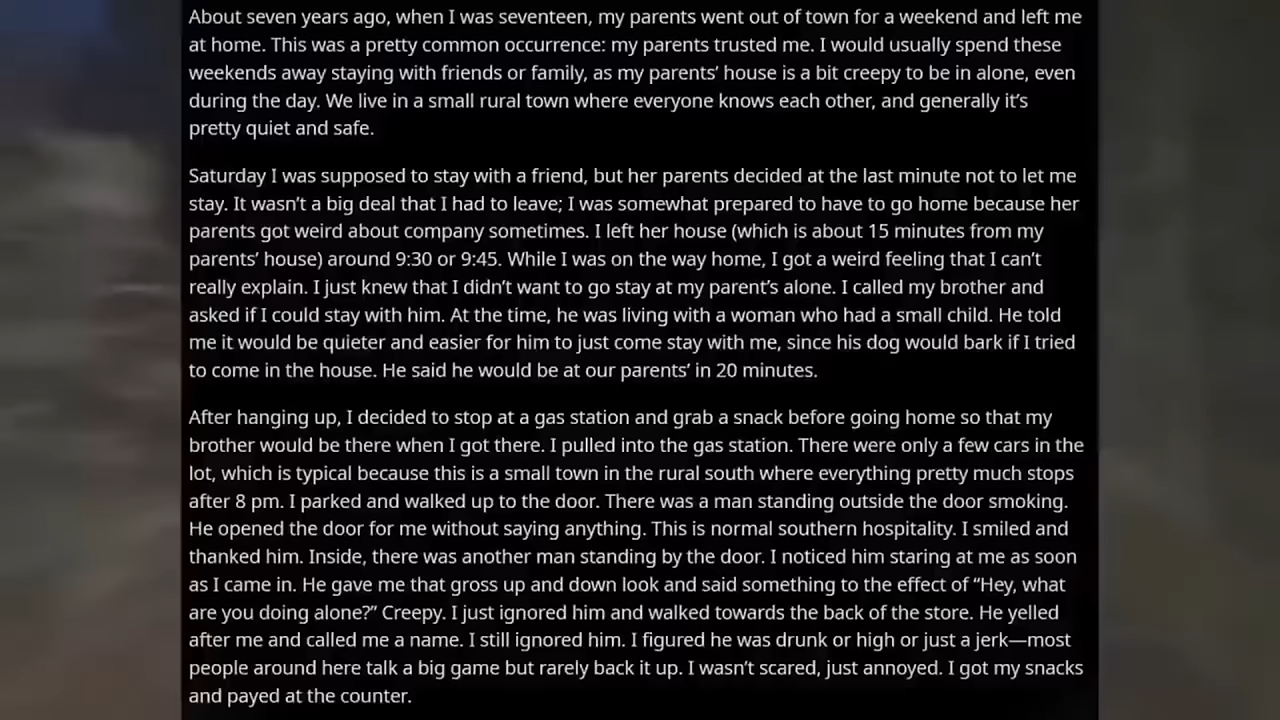 About seven years ago, when I was seventeen, my parents went out of town for a weekend and left me
at home. This was a pretty common occurrence: my parents trusted me. I would usually spend these
weekends away staying with friends or family, as my parents’ house is a bit creepy to be in alone, even
during the day. We live in a small rural town where everyone knows each other, and generally it’s
pretty quiet and safe.
Saturday I was supposed to stay with a friend, but her parents decided at the last minute not to let me
stay. It wasn’t a big deal that I had to leave; I was somewhat prepared to have to go home because her
parents got weird about company sometimes. I left her house (which is about 15 minutes from my
parents’ house) around 9:30 or 9:45. While I was on the way home, I got a weird feeling that I can’t
really explain. I just knew that I didn’t want to go stay at my parent’s alone. I called my brother and
asked if I could stay with him. At the time, he was living with a woman who had a small child. He told
me it would be quieter and easier for him to just come stay with me, since his dog would bark if I tried
to come in the house. He said he would be at our parents’ in 20 minutes.
After hanging up, I decided to stop at a gas station and grab a snack before going home so that my
brother would be there when I got there. I pulled into the gas station. There were only a few cars in the
lot, which is typical because this is a small town in the rural south where everything pretty much stops
after 8 pm. I parked and walked up to the door. There was a man standing outside the door smoking.
He opened the door for me without saying anything. This is normal southern hospitality. I smiled and
thanked him. Inside, there was another man standing by the door. I noticed him staring at me as soon
as I came in. He gave me that gross up and down look and said something to the effect of “Hey, what
are you doing alone?” Creepy. I just ignored him and walked towards the back of the store. He yelled
after me and called me a name. I still ignored him. I figured he was drunk or high or just a jerk—most
people around here talk a big game but rarely back it up. I wasn’t scared, just annoyed. I got my snacks
and payed at the counter.